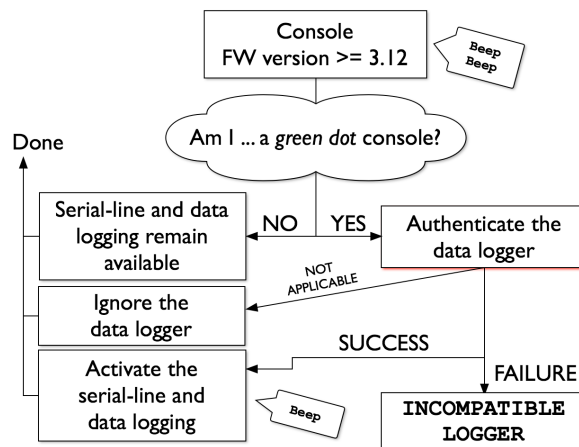 Console
FW version >= 3.12
Beep
Beep
Am I ... a green dot console?
Done
Serial-line and data
logging remain
available
NO
YES
Authenticate the
data logger
NOT
APPLICABLE
Ignore the
data logger
SUCCESS
Activate the
serial-line and
data logging
Beep
FAILURE
INCOMPATIBLE
LOGGER